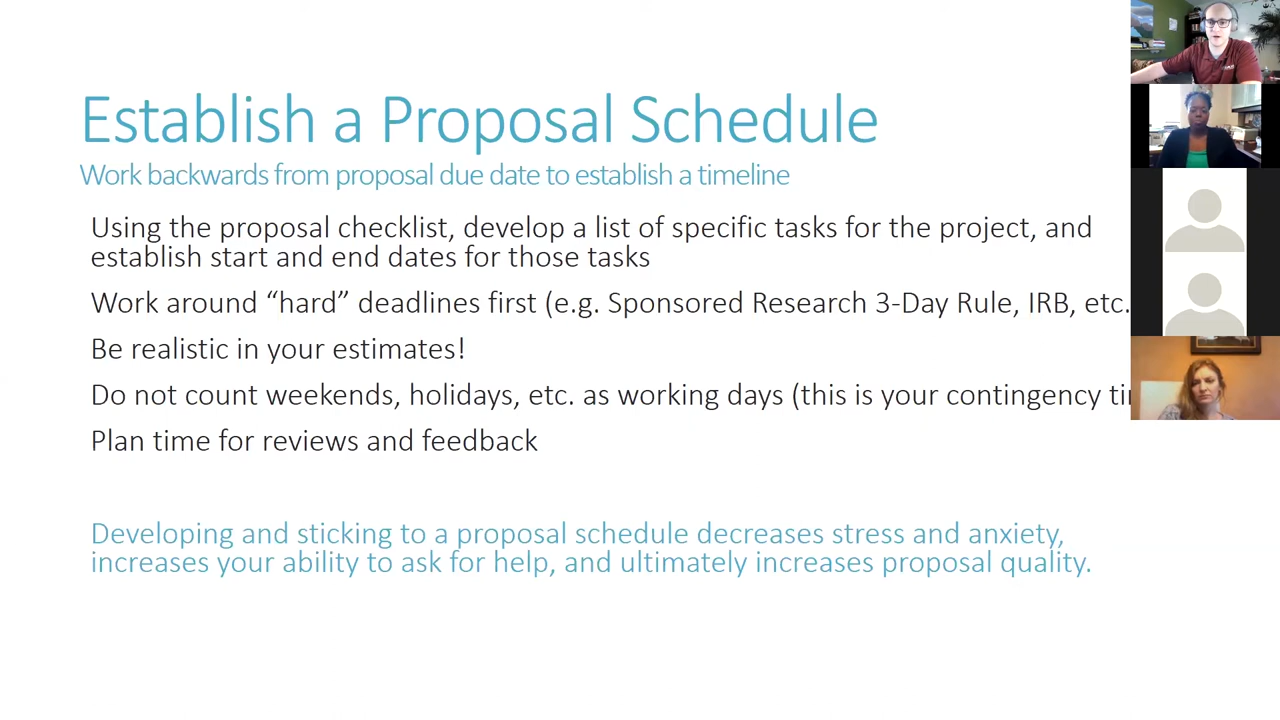 Establish a Proposal Schedule
Work backwards from proposal due date to establish a timeline
Using the proposal checklist, develop a list of specific tasks for the project, and
establish start and end dates for those tasks
Work around “hard” deadlines first (e.g. Sponsored Research 3-Day Rule, IRB, etc.
Be realistic in your estimates!
Do not count weekends, holidays, etc. as working days (this is your contingency
Plan time for reviews and feedback
Developing and sticking to a proposal schedule decreases stress and anxiety,
increases your ability to ask for help, and ultimately increases proposal quality.